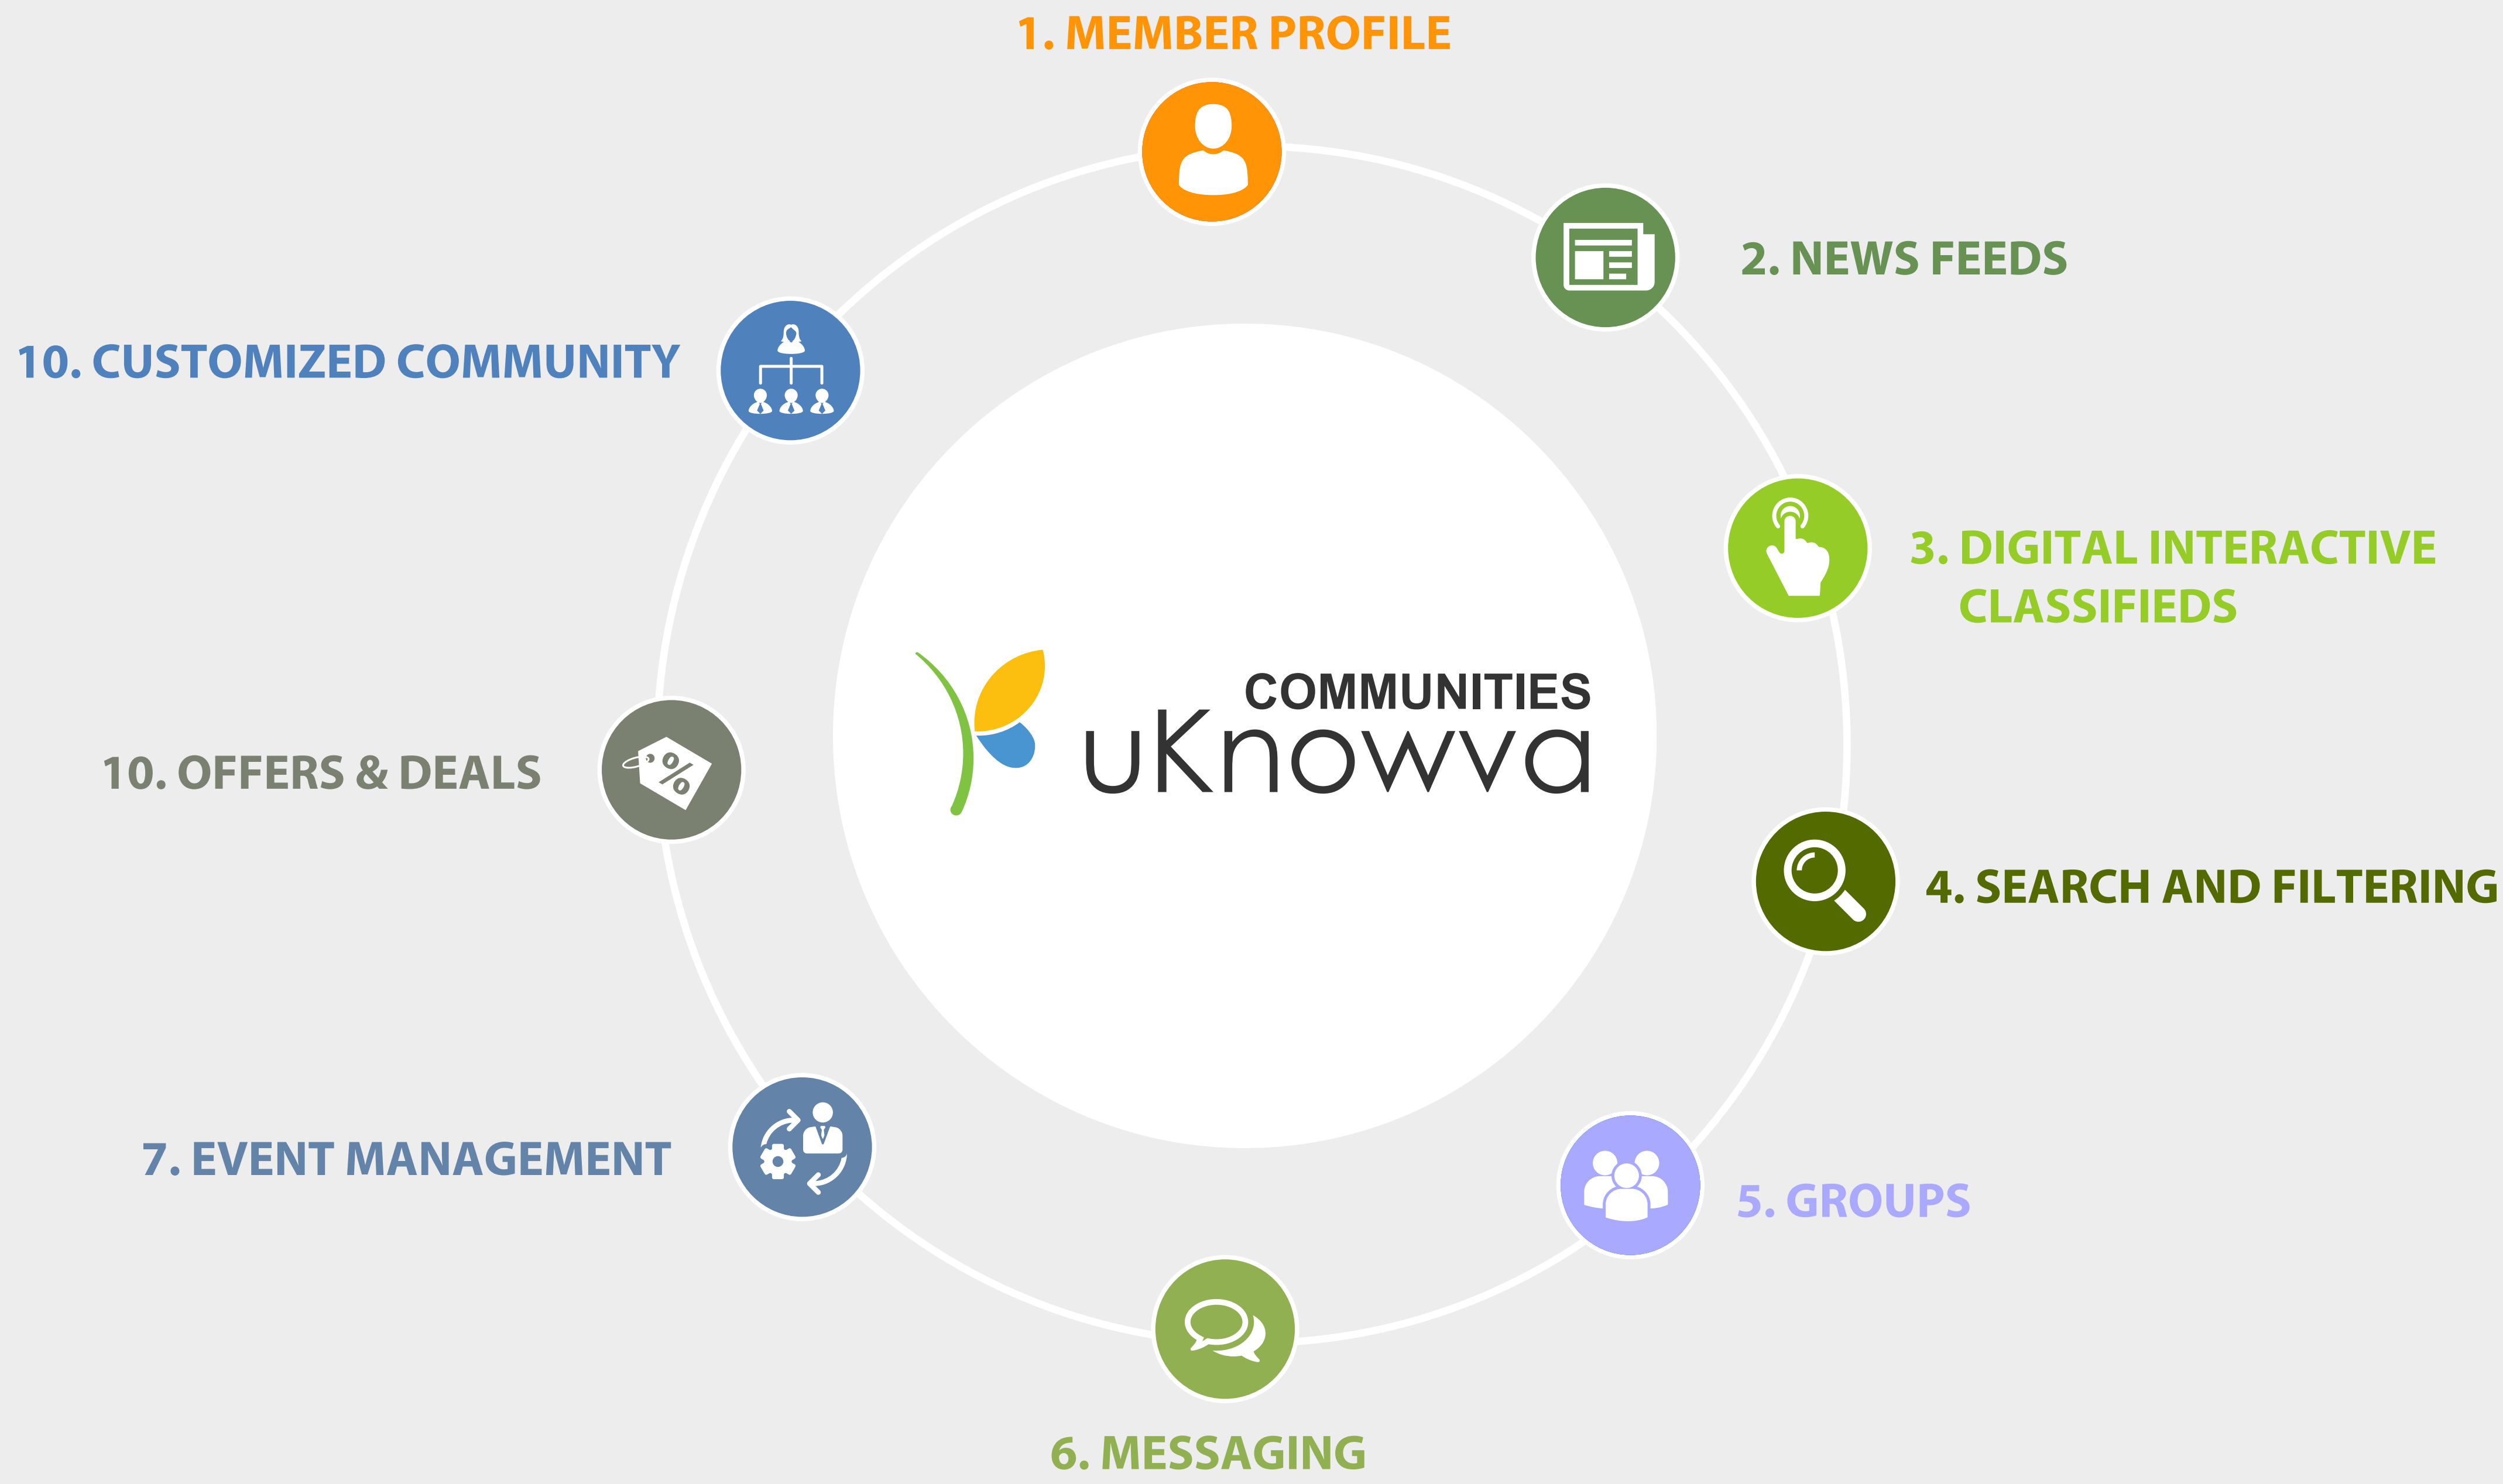 1. MEMBER PROFILE
2. NEWS FEEDS
10. CUSTOMIZED COMMUNITY
3. DIGITAL INTERACTIVE
CLASSIFIEDS
COMMUNITIES
uKnowva
10. OFFERS & DEALS
4. SEARCH AND FILTERING
7. EVENT MANAGEMENT
5. GROUPS
6. MESSAGING